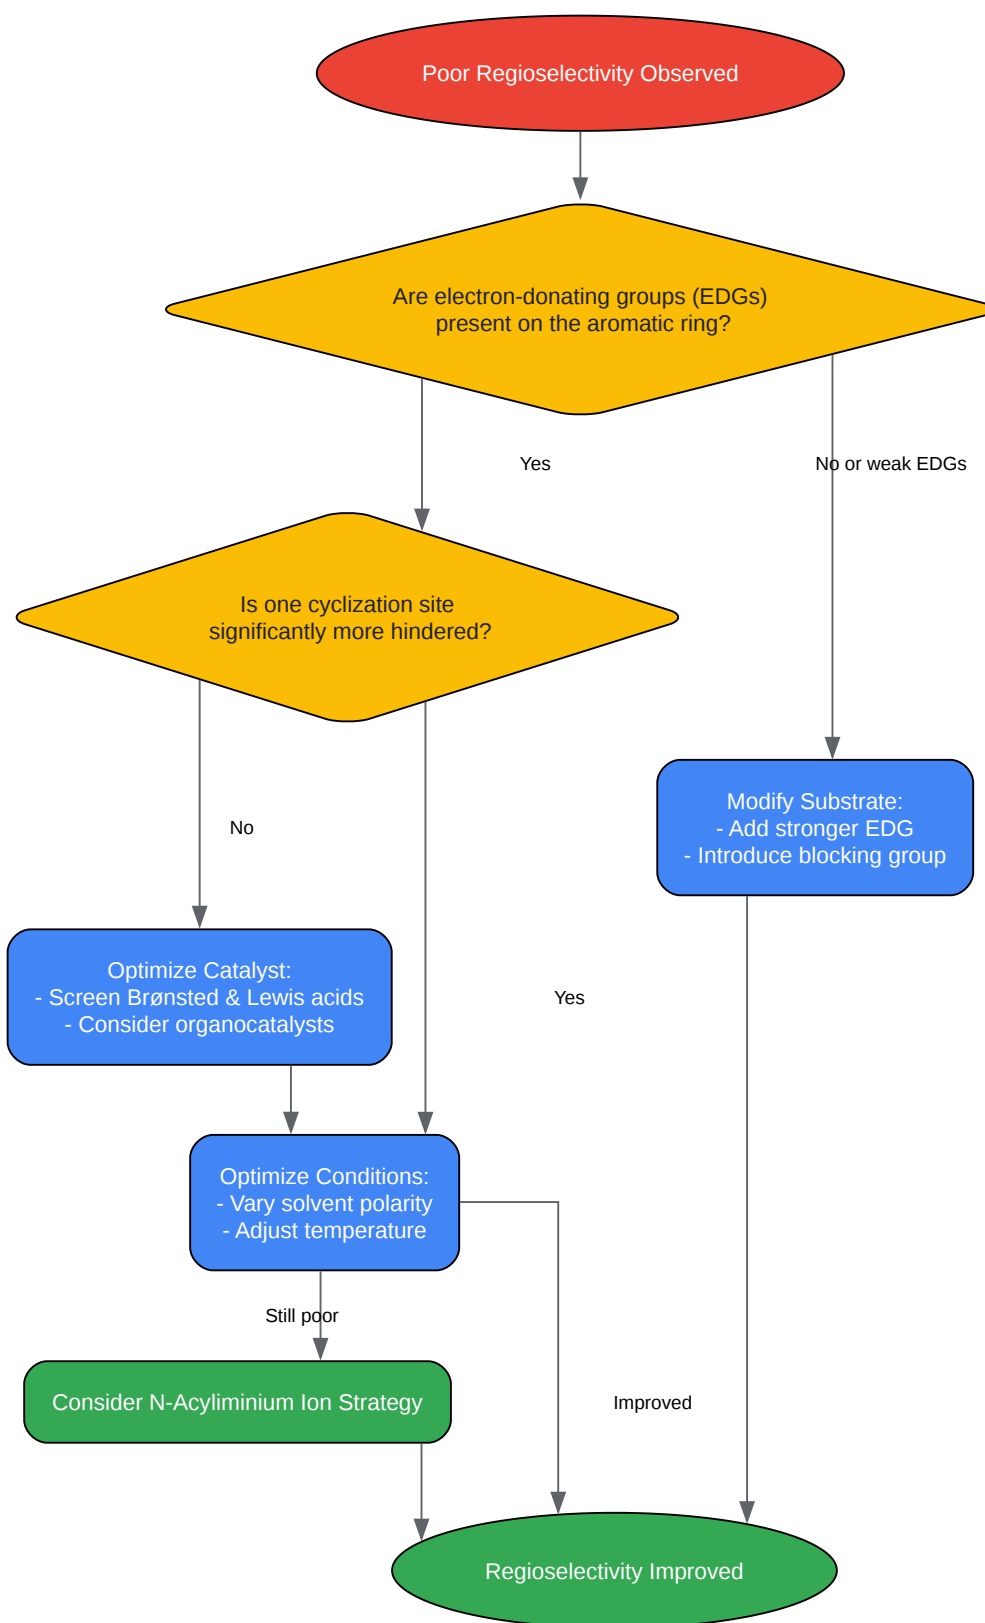 Poor Regioselectivity Observed
Are electron-donating groups (EDGs)
present on the aromatic ring?
Yes
No or weak EDGs
Is one cyclization site
significantly more hindered?
Modify Substrate:
- Add stronger EDG
- Introduce blocking group
No
Optimize Catalyst:
- Screen Brønsted & Lewis acids
- Consider organocatalysts
Yes
Optimize Conditions:
- Vary solvent polarity
- Adjust temperature
Still poor
Consider N-Acyliminium Ion Strategy
Improved
Regioselectivity Improved